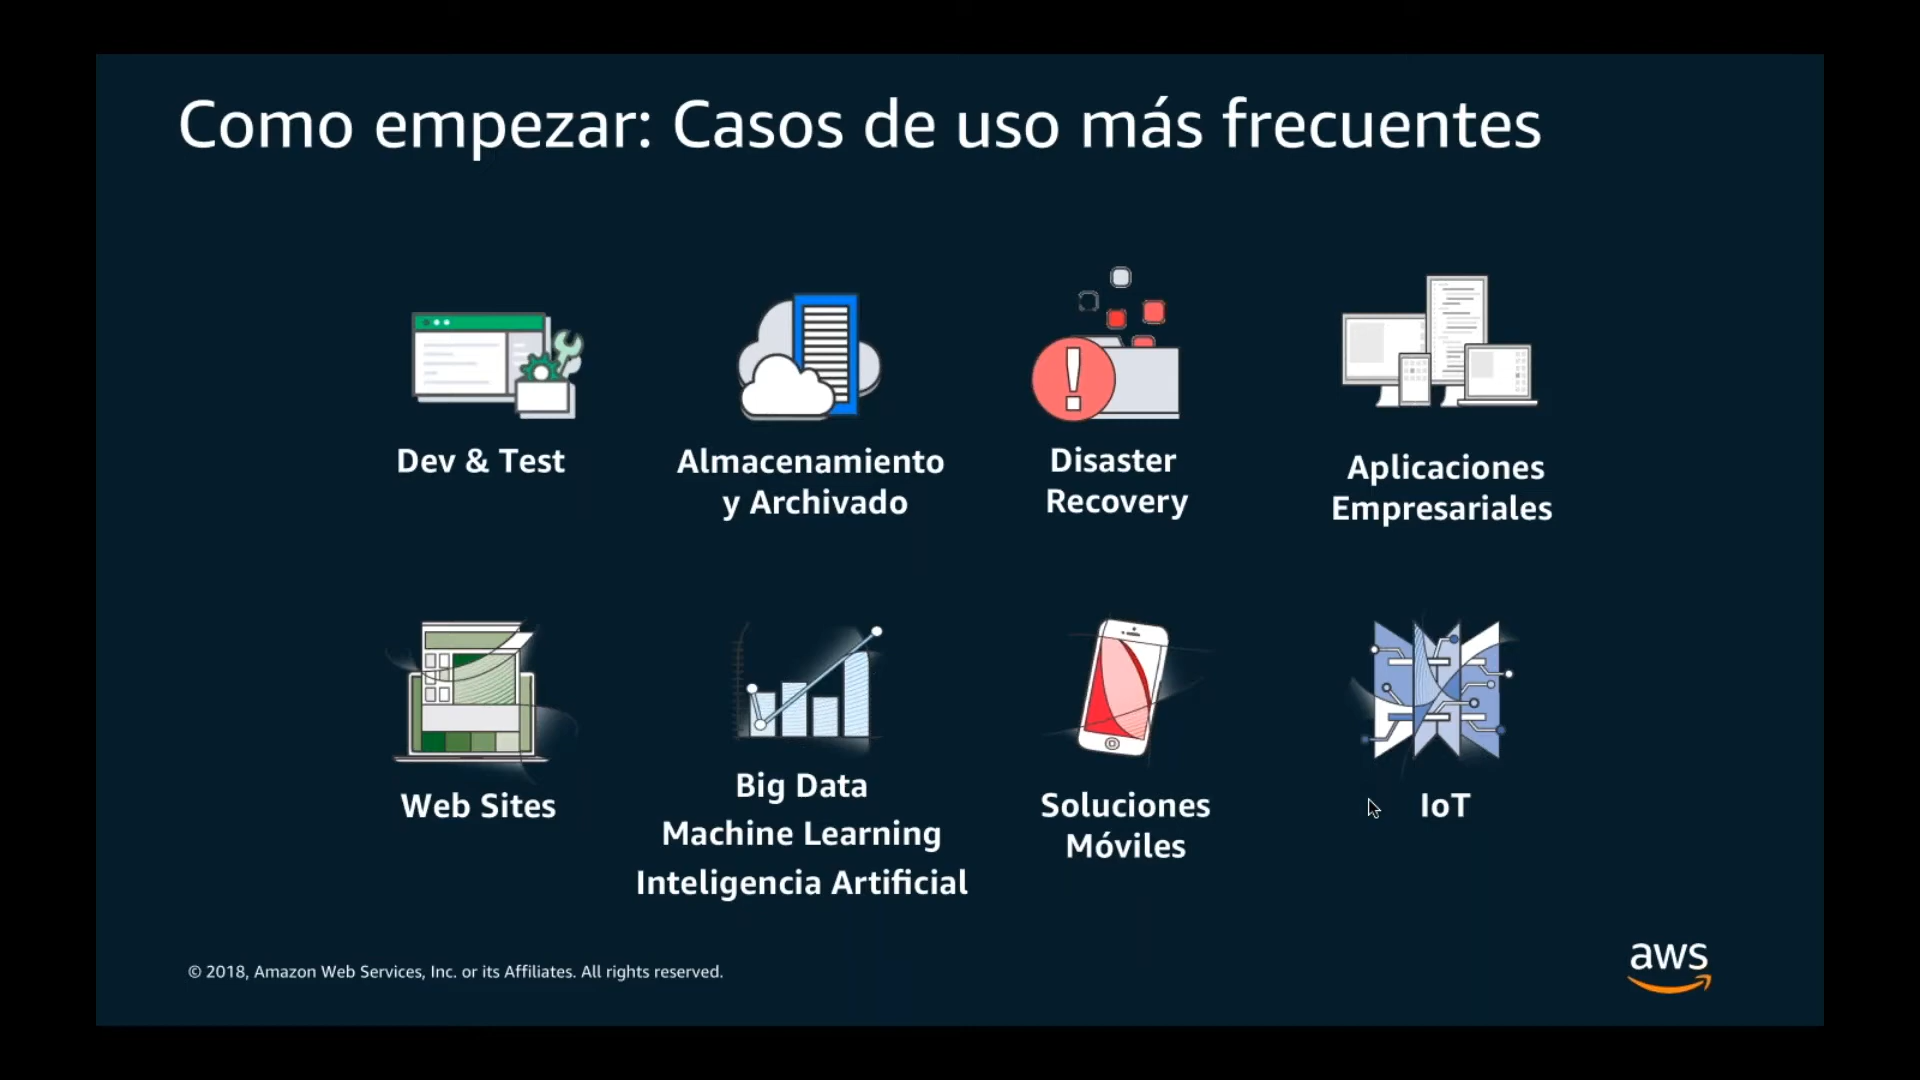 Como empezar: Casos de uso más frecuentes
Dev & Test
Almacenamiento
y Archivado
Disaster
Recovery
Aplicaciones
Empresariales
Web Sites
Big Data
Machine Learning
Inteligencia Artificial
Soluciones
Móviles
IoT
© 2018, Amazon Web Services, Inc. or its Affiliates. All rights reserved.
aws